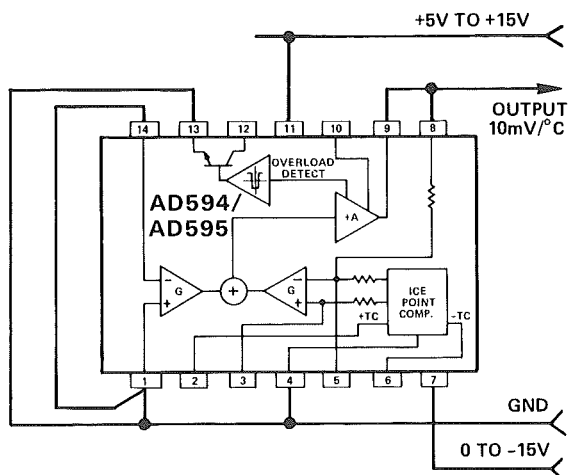 +5V TO +15V
OUTPUT
10mV/°C
14 13 12 11 10 9 8
OVERLOAD
DETECT
AD594/
AD595
+A
− −
G + G
+ +
ICE
POINT
COMP.
+TC −TC
1 2 3 4 5 6 7
GND
0 TO -15V